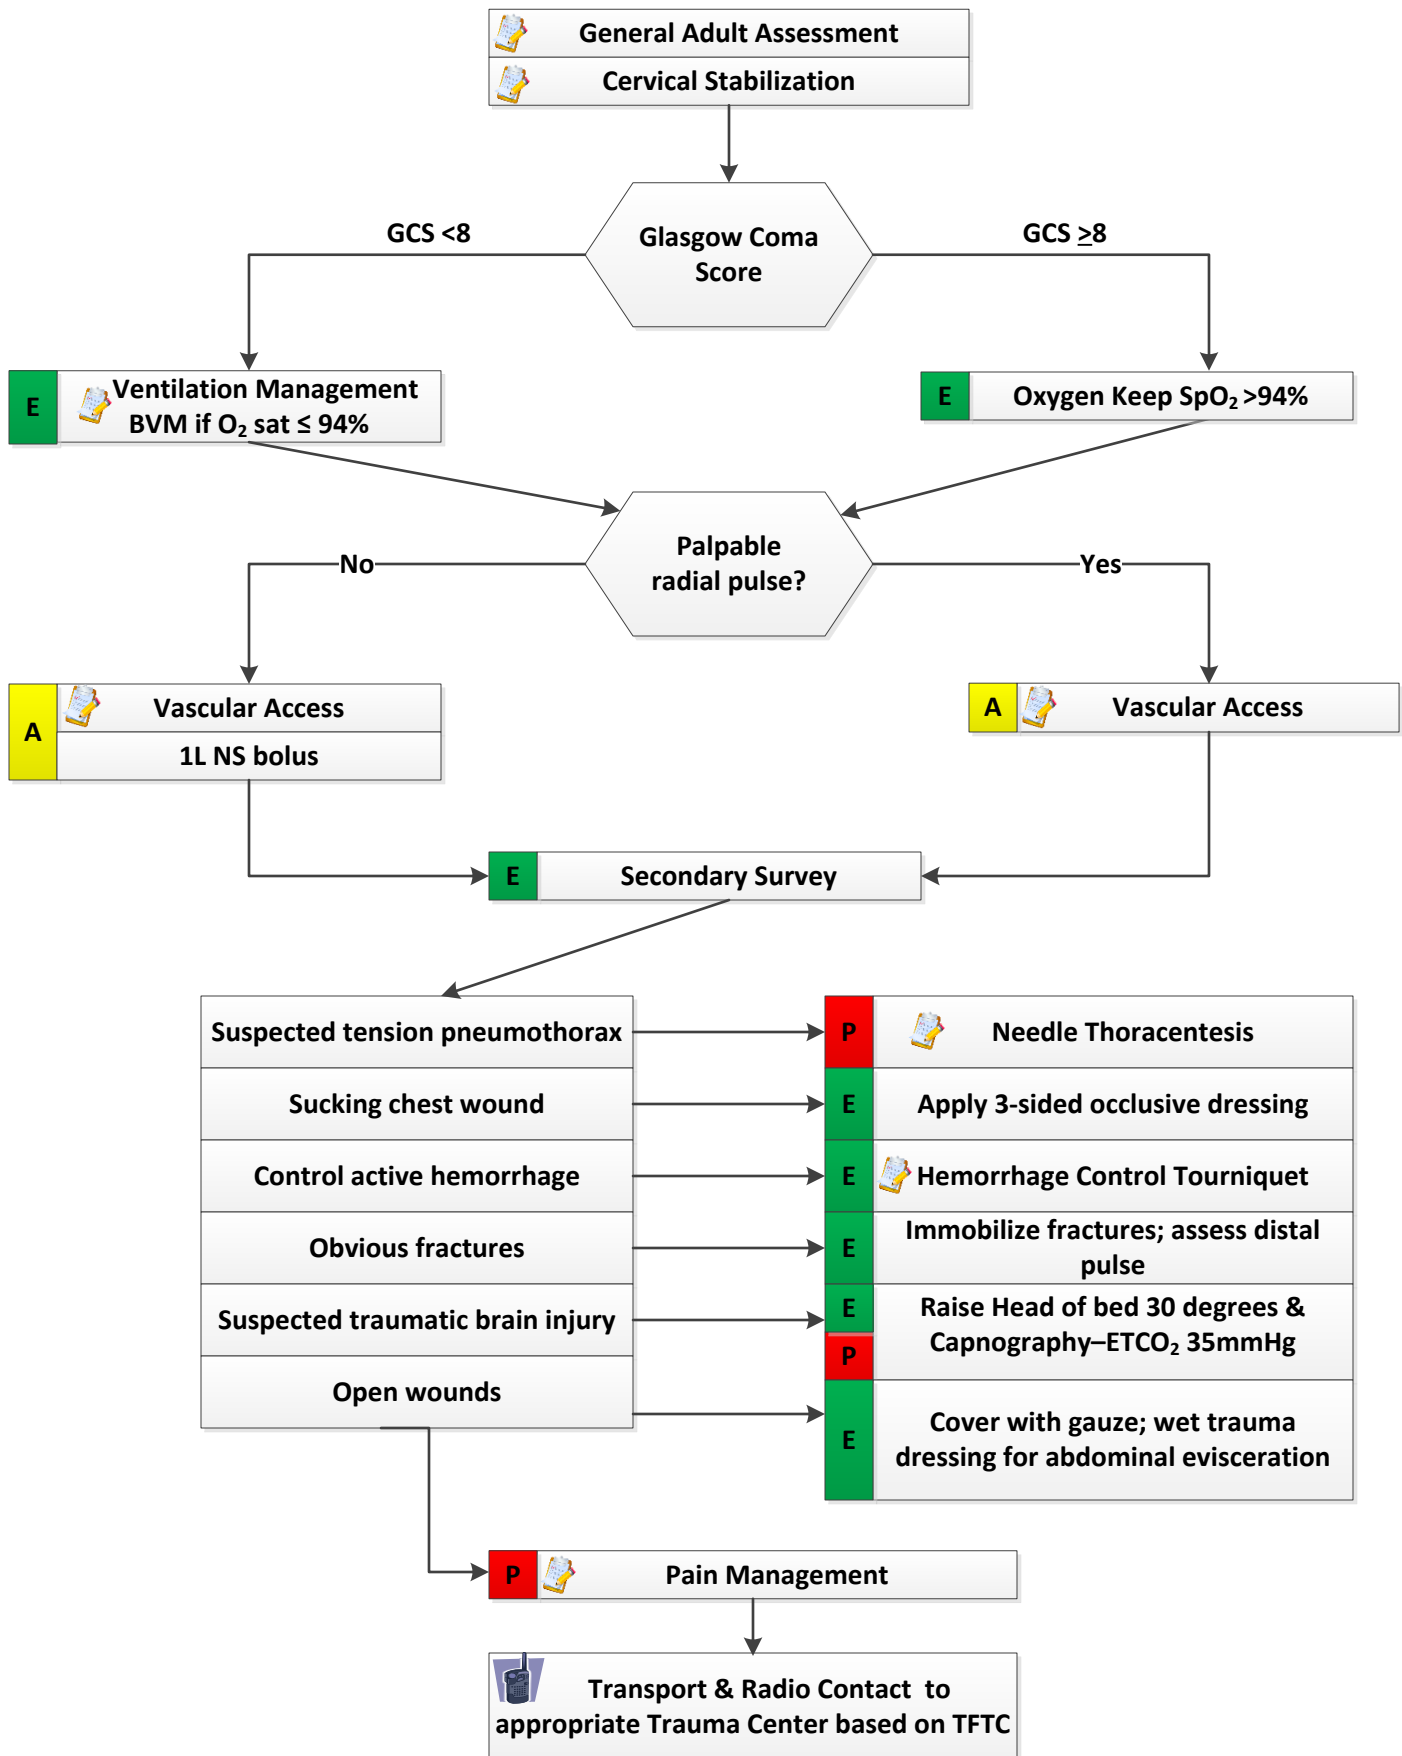 General Adult Assessment
Cervical Stabilization
GCS <8
Glasgow Coma
Score
GCS ≥8
E
Ventilation Management
BVM if O₂ sat ≤ 94%
E
Oxygen Keep SpO₂ >94%
No
Palpable
radial pulse?
Yes
A
Vascular Access
1L NS bolus
A
Vascular Access
E
Secondary Survey
Suspected tension pneumothorax
P
Needle Thoracentesis
Sucking chest wound
E
Apply 3-sided occlusive dressing
Control active hemorrhage
E
Hemorrhage Control Tourniquet
Obvious fractures
E
Immobilize fractures; assess distal
pulse
Suspected traumatic brain injury
E
P
Raise Head of bed 30 degrees &
Capnography–ETCO₂ 35mmHg
Open wounds
E
Cover with gauze; wet trauma
dressing for abdominal evisceration
P
Pain Management
Transport & Radio Contact to
appropriate Trauma Center based on TFTC